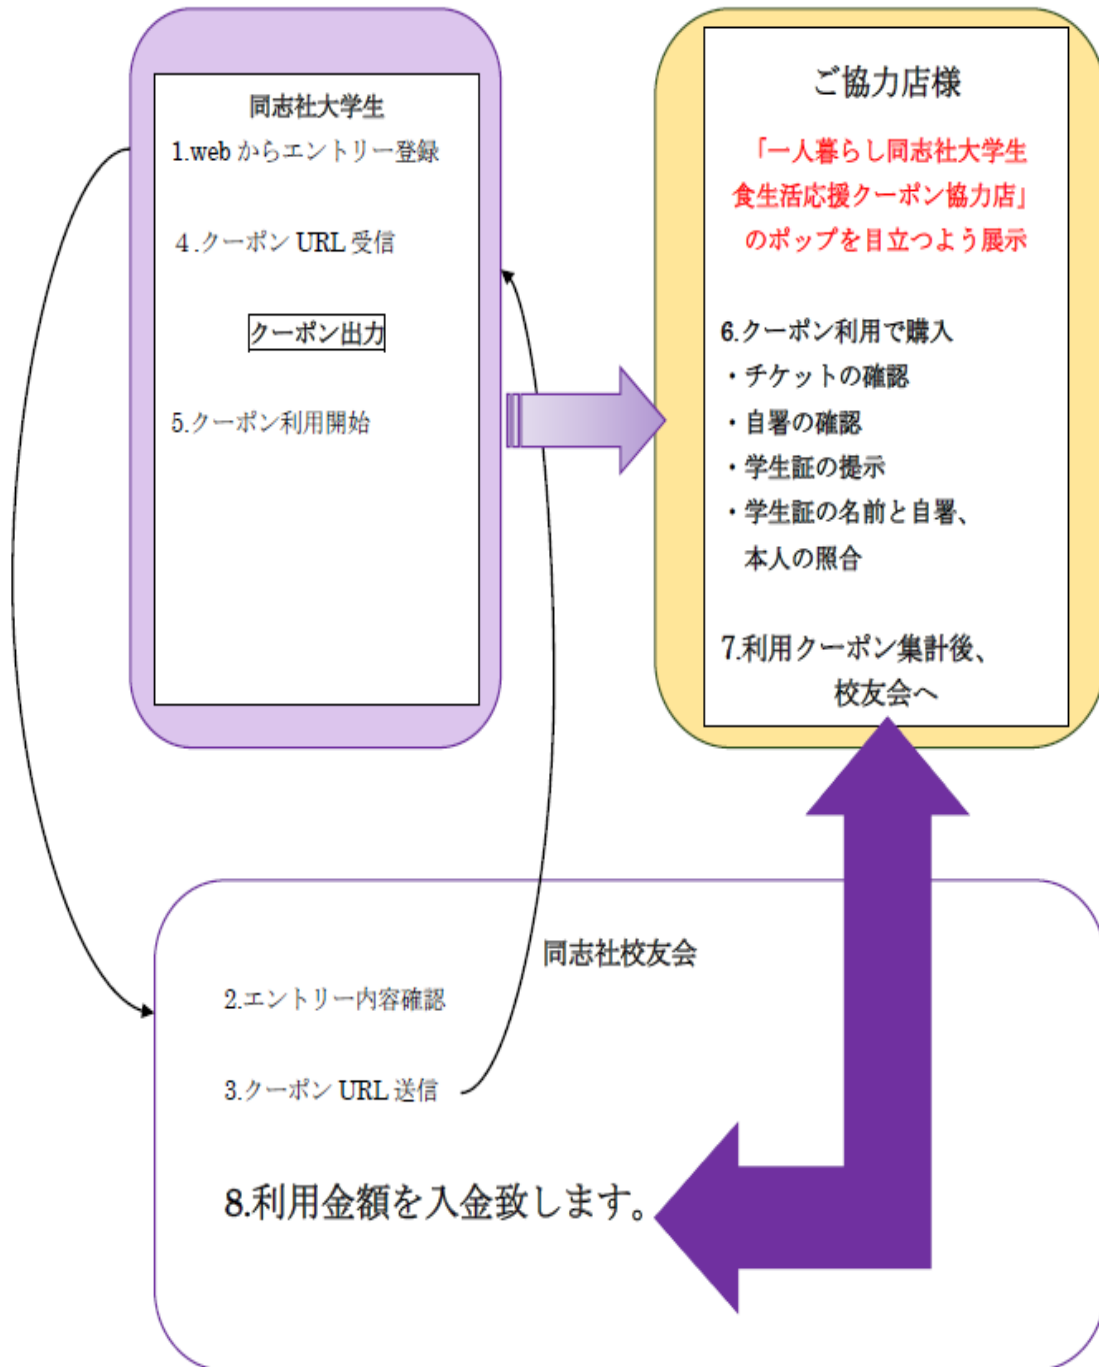 同志社大学生
1.web からエントリー登録
４.クーポン URL 受信
クーポン出力
5.クーポン利用開始
ご協力店様
「一人暮らし同志社大学生
食生活応援クーポン協力店」
のポップを目立つよう展示
6.クーポン利用で購入
・チケットの確認
・自署の確認
・学生証の提示
・学生証の名前と自署、
本人の照合
7.利用クーポン集計後、
校友会へ
同志社校友会
2.エントリー内容確認
3.クーポン URL 送信
8.利用金額を入金致します。